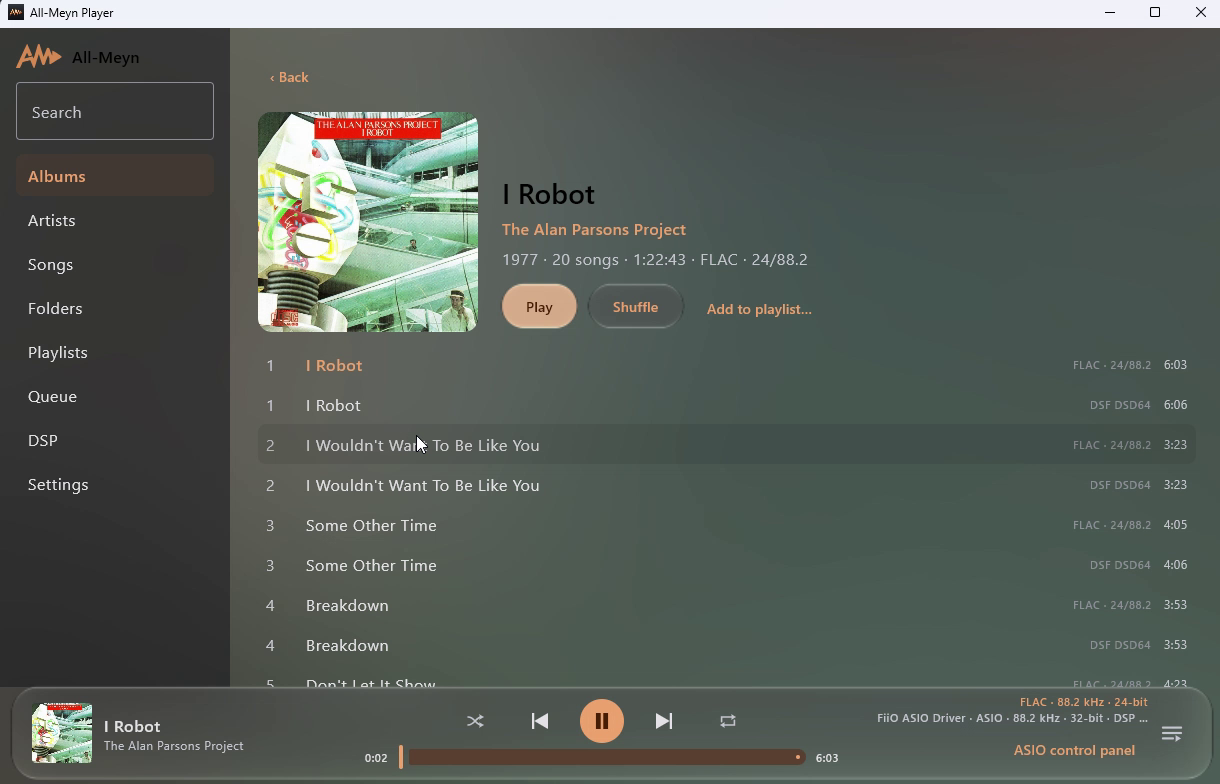 All-Meyn Player
All-Meyn
Search
Albums
Artists
Songs
Folders
Playlists
Queue
DSP
Settings
‹ Back
THE ALAN PARSONS PROJECT
I ROBOT
I Robot
The Alan Parsons Project
1977 · 20 songs · 1:22:43 · FLAC · 24/88.2
Play Shuffle Add to playlist...
1 I Robot FLAC · 24/88.2 6:03
1 I Robot DSF DSD64 6:06
2 I Wouldn't Want To Be Like You FLAC · 24/88.2 3:23
2 I Wouldn't Want To Be Like You DSF DSD64 3:23
3 Some Other Time FLAC · 24/88.2 4:05
3 Some Other Time DSF DSD64 4:06
4 Breakdown FLAC · 24/88.2 3:53
4 Breakdown DSF DSD64 3:53
5 Don't Let It Show FLAC · 24/88.2 4:23
I Robot
The Alan Parsons Project
0:02 6:03
FLAC · 88.2 kHz · 24-bit
FiiO ASIO Driver · ASIO · 88.2 kHz · 32-bit · DSP ...
ASIO control panel